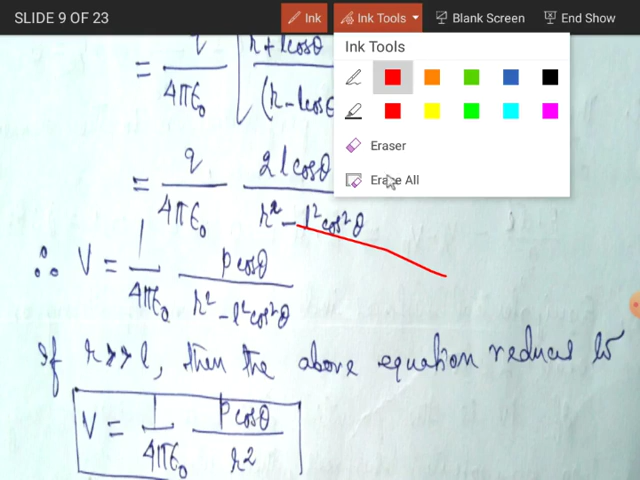 SLIDE 9 OF 23 Ink Ink Tools Blank Screen End Show
Ink Tools
Eraser
Erase All
= q/4πε₀ [r+lcosθ / (r-lcosθ
= q/4πε₀ 2lcosθ / r² - l²cos²θ
∴ V = 1/4πε₀ pcosθ / r² - l²cos²θ
If r>>l, then the above equation reduces to
V = 1/4πε₀ pcosθ / r²